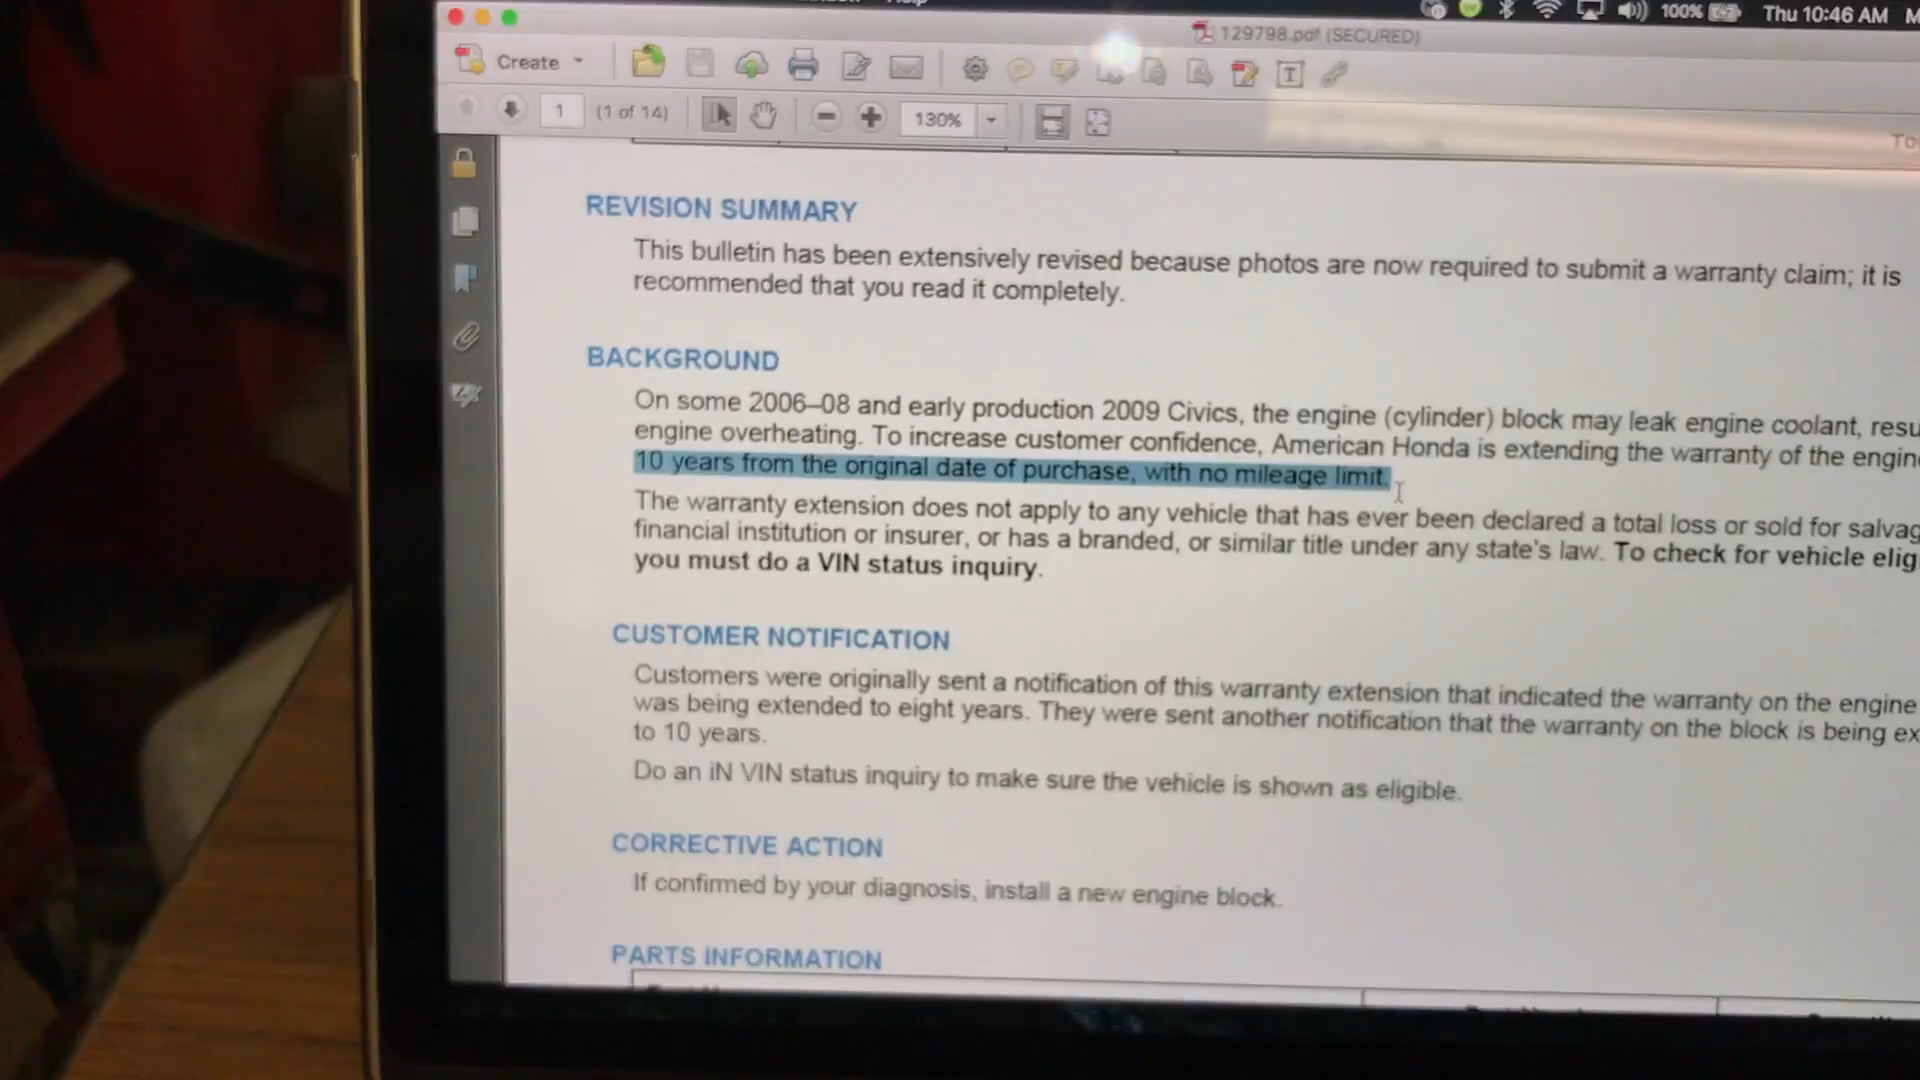 Help
100% Thu 10:46 AM M
129798.pdf (SECURED)
Create
1 (1 of 14) 130%
To
REVISION SUMMARY
This bulletin has been extensively revised because photos are now required to submit a warranty claim; it is
recommended that you read it completely.
BACKGROUND
On some 2006–08 and early production 2009 Civics, the engine (cylinder) block may leak engine coolant, resu
engine overheating. To increase customer confidence, American Honda is extending the warranty of the engin
10 years from the original date of purchase, with no mileage limit.
The warranty extension does not apply to any vehicle that has ever been declared a total loss or sold for salvag
financial institution or insurer, or has a branded, or similar title under any state's law. To check for vehicle elig
you must do a VIN status inquiry.
CUSTOMER NOTIFICATION
Customers were originally sent a notification of this warranty extension that indicated the warranty on the engine
was being extended to eight years. They were sent another notification that the warranty on the block is being ex
to 10 years.
Do an iN VIN status inquiry to make sure the vehicle is shown as eligible.
CORRECTIVE ACTION
If confirmed by your diagnosis, install a new engine block.
PARTS INFORMATION